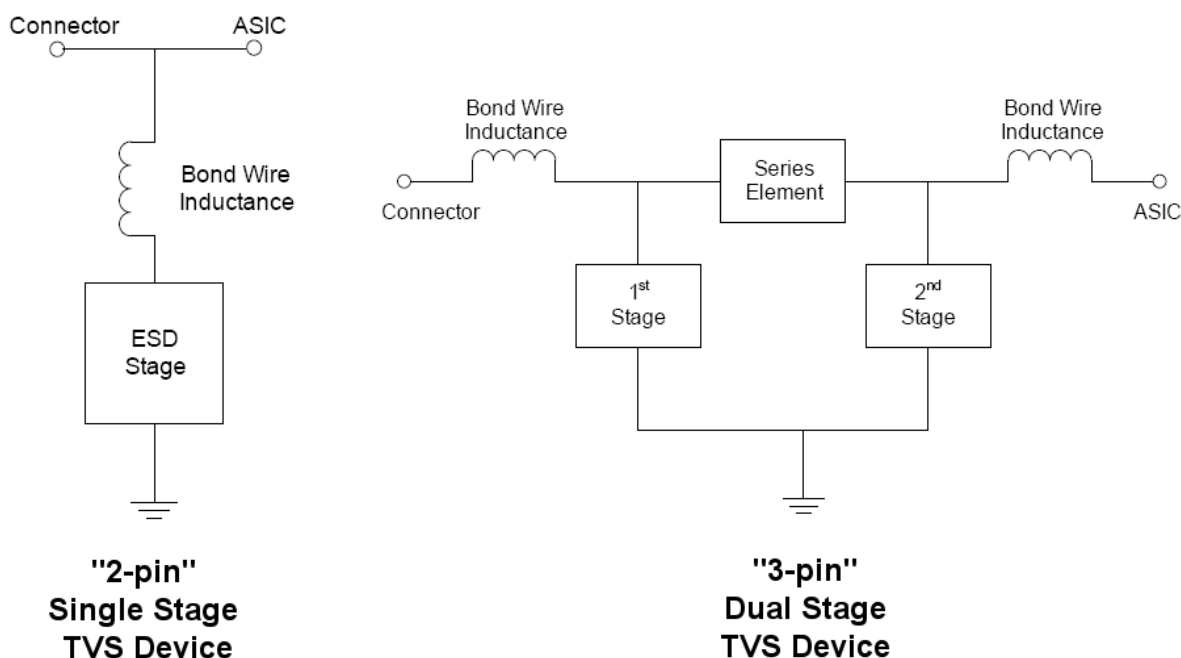 Connector
ASIC
Bond Wire
Inductance
ESD
Stage
"2-pin"
Single Stage
TVS Device
Bond Wire
Inductance
Connector
Series
Element
Bond Wire
Inductance
ASIC
1st
Stage
2nd
Stage
"3-pin"
Dual Stage
TVS Device